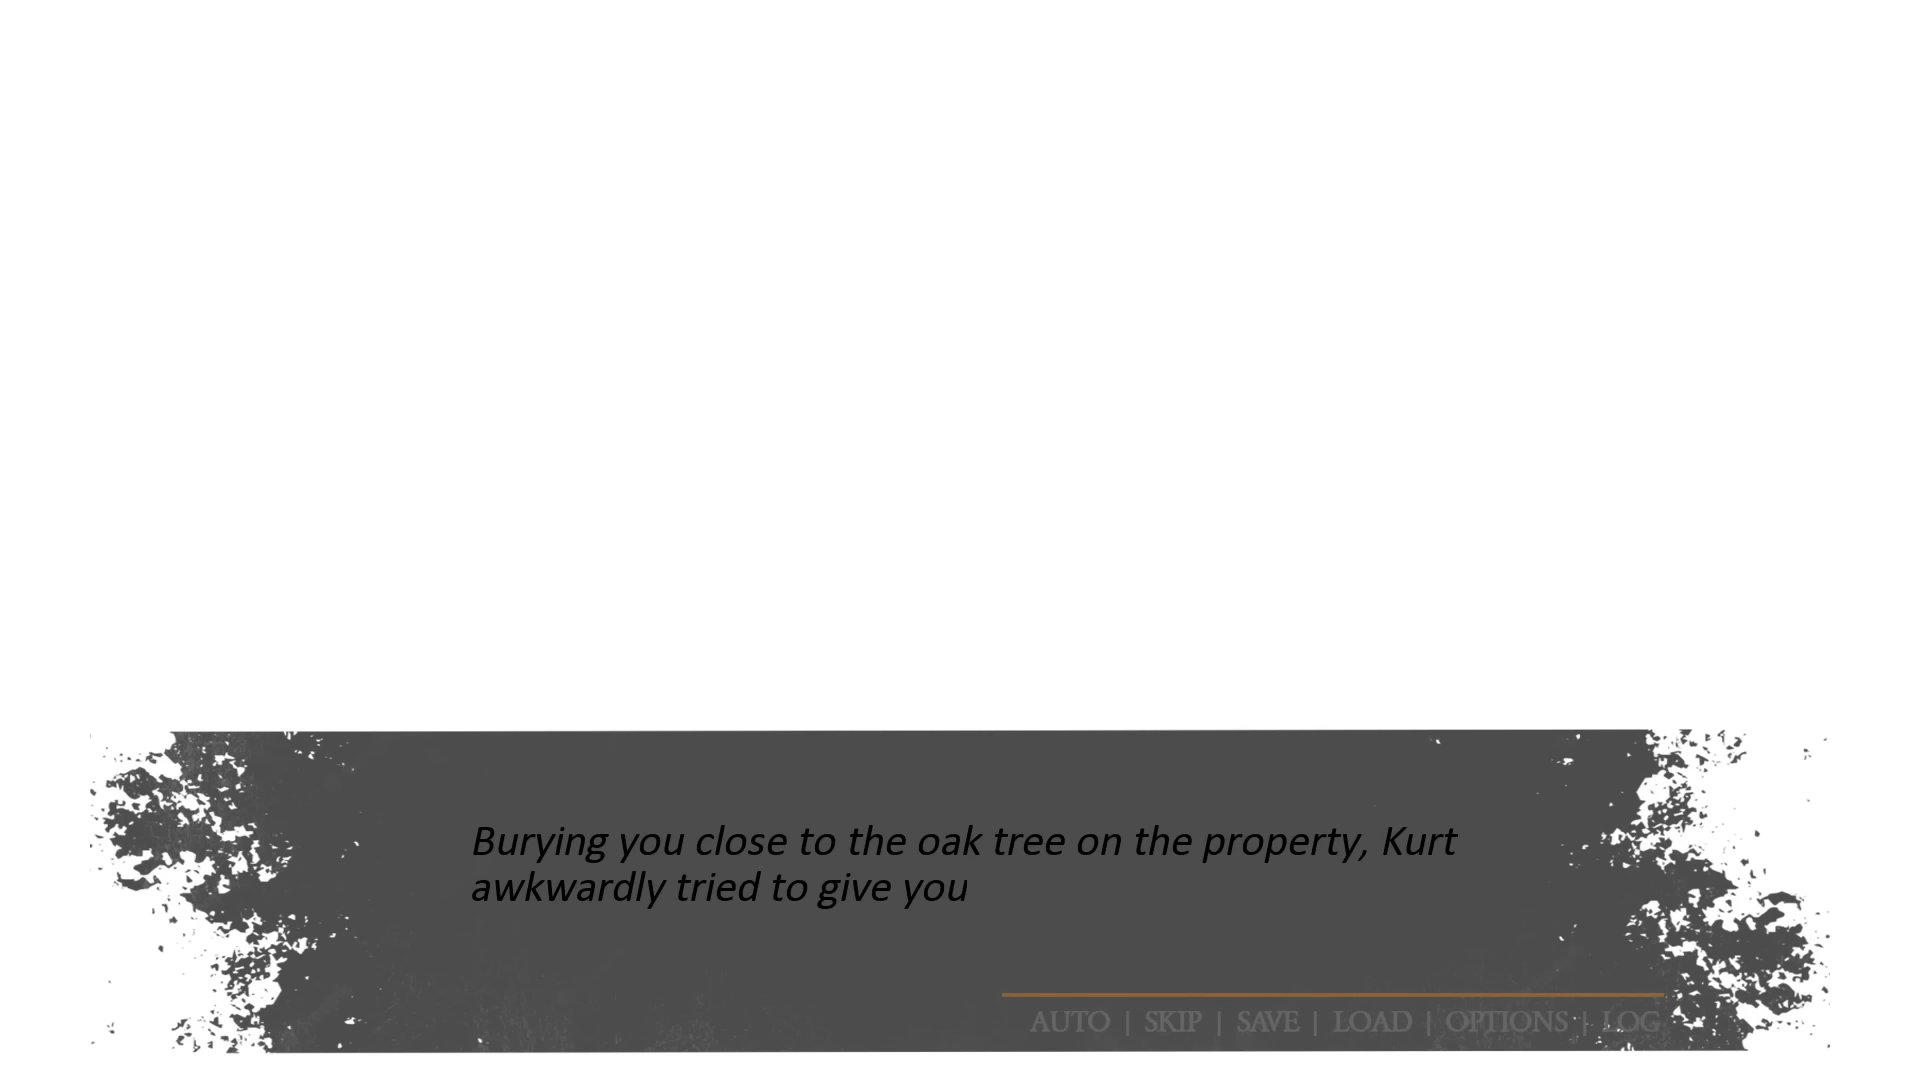 Burying you close to the oak tree on the property, Kurt
awkwardly tried to give you
AUTO | SKIP | SAVE | LOAD | OPTIONS | LOG